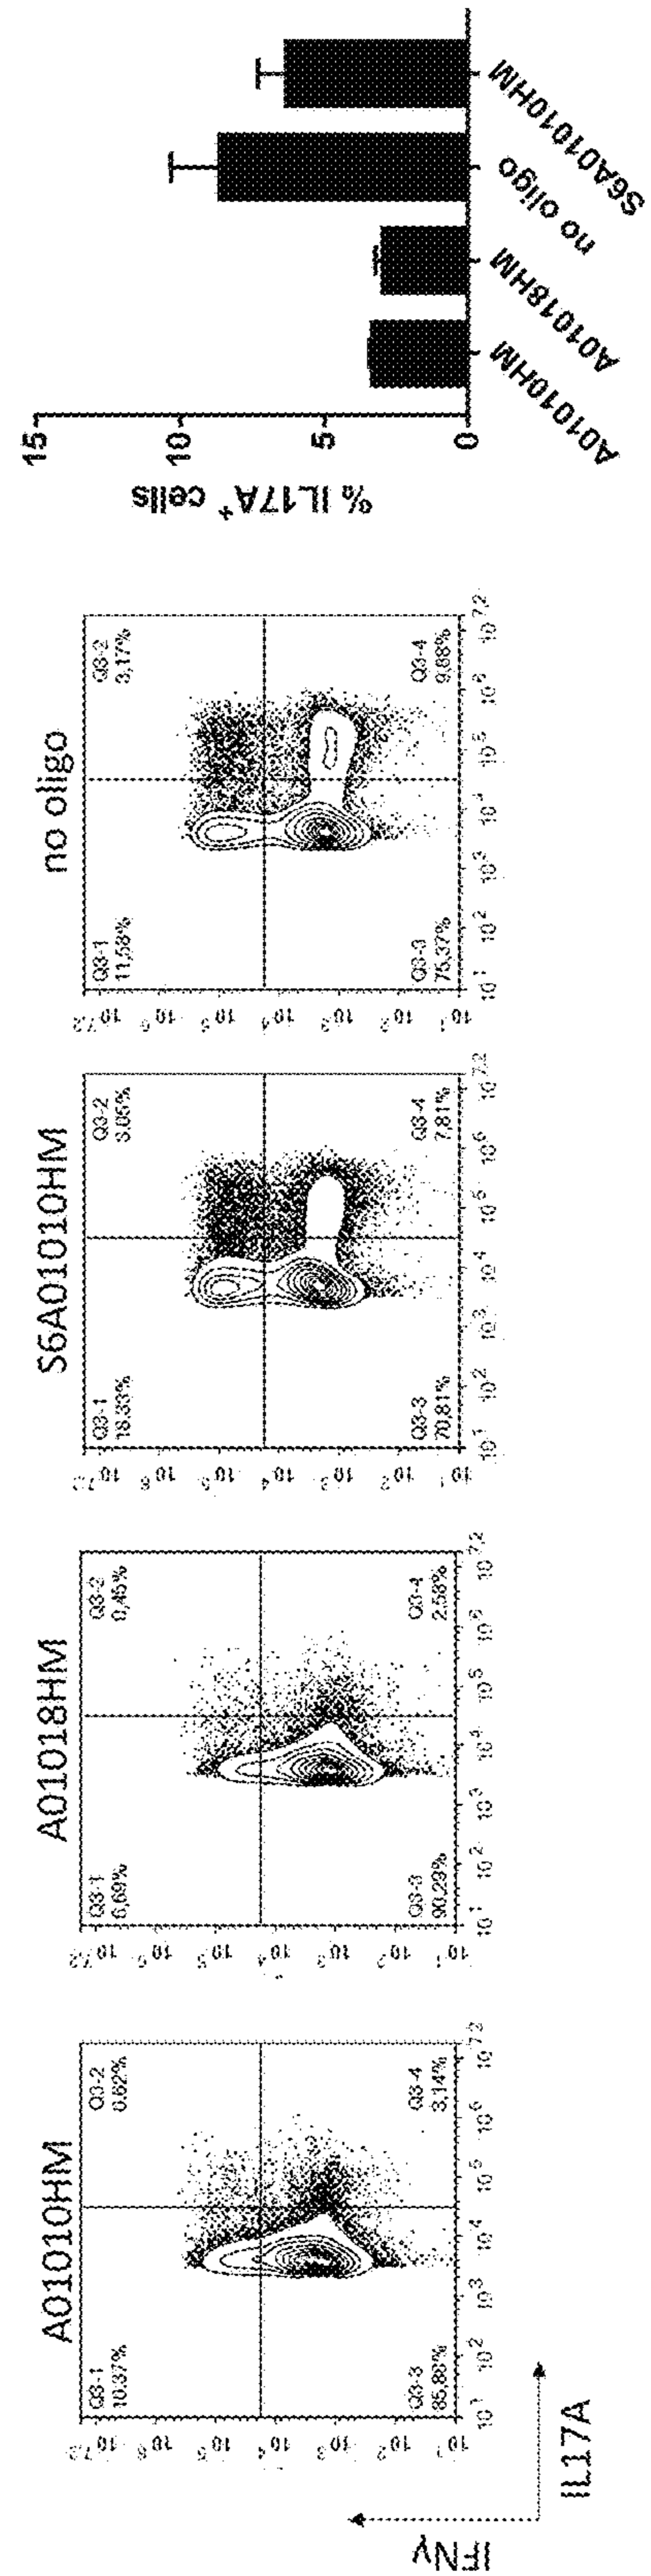 A01010HM
Q3-1
10.37%
Q3-2
0.62%
Q3-3
85.86%
Q3-4
3.14%
A01018HM
Q3-1
6.69%
Q3-2
0.45%
Q3-3
90.29%
Q3-4
2.58%
S6A01010HM
Q3-1
18.33%
Q3-2
3.05%
Q3-3
70.81%
Q3-4
7.81%
no oligo
Q3-1
11.58%
Q3-2
3.17%
Q3-3
75.37%
Q3-4
9.88%
IFNγ
IL17A
% IL17A+ cells
15
10
5
0
A01010HM
A01018HM
no oligo
S6A01010HM